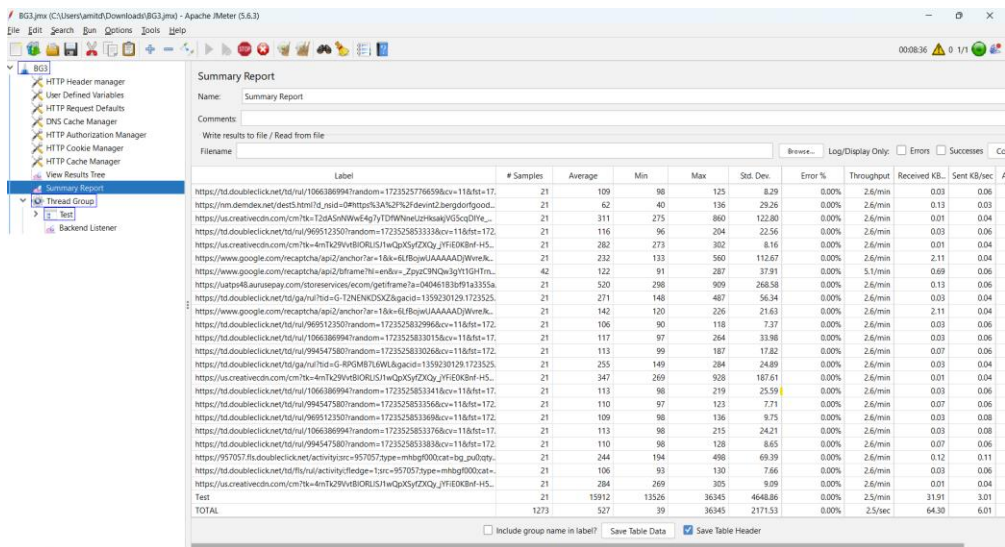 BG3.jmx (C:\Users\amitd\Downloads\BG3.jmx) - Apache JMeter (5.6.3)
File Edit Search Run Options Tools Help
00:08:36 0 1/1
BG3
HTTP Header manager
User Defined Variables
HTTP Request Defaults
DNS Cache Manager
HTTP Authorization Manager
HTTP Cookie Manager
HTTP Cache Manager
View Results Tree
Summary Report
Thread Group
Test
Backend Listener
Summary Report
Name: Summary Report
Comments:
Write results to file / Read from file
Filename Browse... Log/Display Only: Errors Successes Co
Label # Samples Average Min Max Std. Dev. Error % Throughput Received KB... Sent KB/sec A
https://td.doubleclick.net/td/rul/1066386994?random=1723525776659&cv=11&fst=17... 21 109 98 125 8.29 0.00% 2.6/min 0.03 0.06
https://nm.demdex.net/dest5.html?d_nsid=0#https%3A%2F%2Fdevint2.bergdorfgood... 21 62 40 136 29.26 0.00% 2.6/min 0.13 0.03
https://us.creativecdn.com/cm?tk= 21 311 275 860 122.80 0.00% 2.6/min 0.01 0.04
https://td.doubleclick.net/td/rul/969512350?random=1723525853333&cv=11&fst=172... 21 116 96 204 22.56 0.00% 2.6/min 0.03 0.06
https://us.creativecdn.com/cm?tk= 21 282 273 302 8.16 0.00% 2.6/min 0.01 0.04
https://www.google.com/recaptcha/api2/anchor?ar=1&k= 21 232 133 560 112.67 0.00% 2.6/min 2.11 0.04
https://www.google.com/recaptcha/api2/bframe?hl=en&v= 42 122 91 287 37.91 0.00% 5.1/min 0.69 0.06
https://uatps48.aurusepay.com/storeservices/ecom/getiframe?a=04046183bf91a3355a... 21 520 298 909 268.58 0.00% 2.6/min 0.13 0.06
https://td.doubleclick.net/td/ga/rul?tid=G-T2NENKDSXZ&gacid=1359230129.1723525... 21 271 148 487 56.34 0.00% 2.6/min 0.03 0.04
https://www.google.com/recaptcha/api2/anchor?ar=1&k= 21 142 120 226 21.63 0.00% 2.6/min 2.11 0.04
https://td.doubleclick.net/td/rul/969512350?random=1723525832996&cv=11&fst=172... 21 106 90 118 7.37 0.00% 2.6/min 0.03 0.06
https://td.doubleclick.net/td/rul/1066386994?random=1723525833015&cv=11&fst=17... 21 117 97 264 33.98 0.00% 2.6/min 0.03 0.06
https://td.doubleclick.net/td/rul/994547580?random=1723525833026&cv=11&fst=172... 21 113 99 187 17.82 0.00% 2.6/min 0.07 0.06
https://td.doubleclick.net/td/ga/rul?tid=G-RPGMB7L6WL&gacid=1359230129.1723525... 21 255 149 284 24.89 0.00% 2.6/min 0.03 0.04
https://us.creativecdn.com/cm?tk= 21 347 269 928 187.61 0.00% 2.6/min 0.01 0.04
https://td.doubleclick.net/td/rul/1066386994?random=1723525853341&cv=11&fst=17... 21 113 98 219 25.59 0.00% 2.6/min 0.03 0.06
https://td.doubleclick.net/td/rul/994547580?random=1723525853356&cv=11&fst=172... 21 110 97 123 7.71 0.00% 2.6/min 0.07 0.06
https://td.doubleclick.net/td/rul/969512350?random=1723525853369&cv=11&fst=172... 21 109 98 136 9.75 0.00% 2.6/min 0.03 0.08
https://td.doubleclick.net/td/rul/1066386994?random=1723525853376&cv=11&fst=17... 21 113 98 215 24.21 0.00% 2.6/min 0.03 0.08
https://td.doubleclick.net/td/rul/994547580?random=1723525853383&cv=11&fst=172... 21 110 98 128 8.65 0.00% 2.6/min 0.07 0.06
https://957057.fls.doubleclick.net/activityi;src=957057;type=mhbgf000;cat=bg_pu0;qty... 21 244 194 498 69.39 0.00% 2.6/min 0.12 0.11
https://td.doubleclick.net/td/fls/rul/activityi;fledge=1;src=957057;type=mhbgf000;cat=... 21 106 93 130 7.66 0.00% 2.6/min 0.03 0.06
https://us.creativecdn.com/cm?tk= 21 284 269 305 9.09 0.00% 2.6/min 0.01 0.04
Test 21 15912 13526 36345 4648.86 0.00% 2.5/min 31.91 3.01
TOTAL 1273 527 39 36345 2171.53 0.00% 2.5/sec 64.30 6.01
Include group name in label? Save Table Data Save Table Header